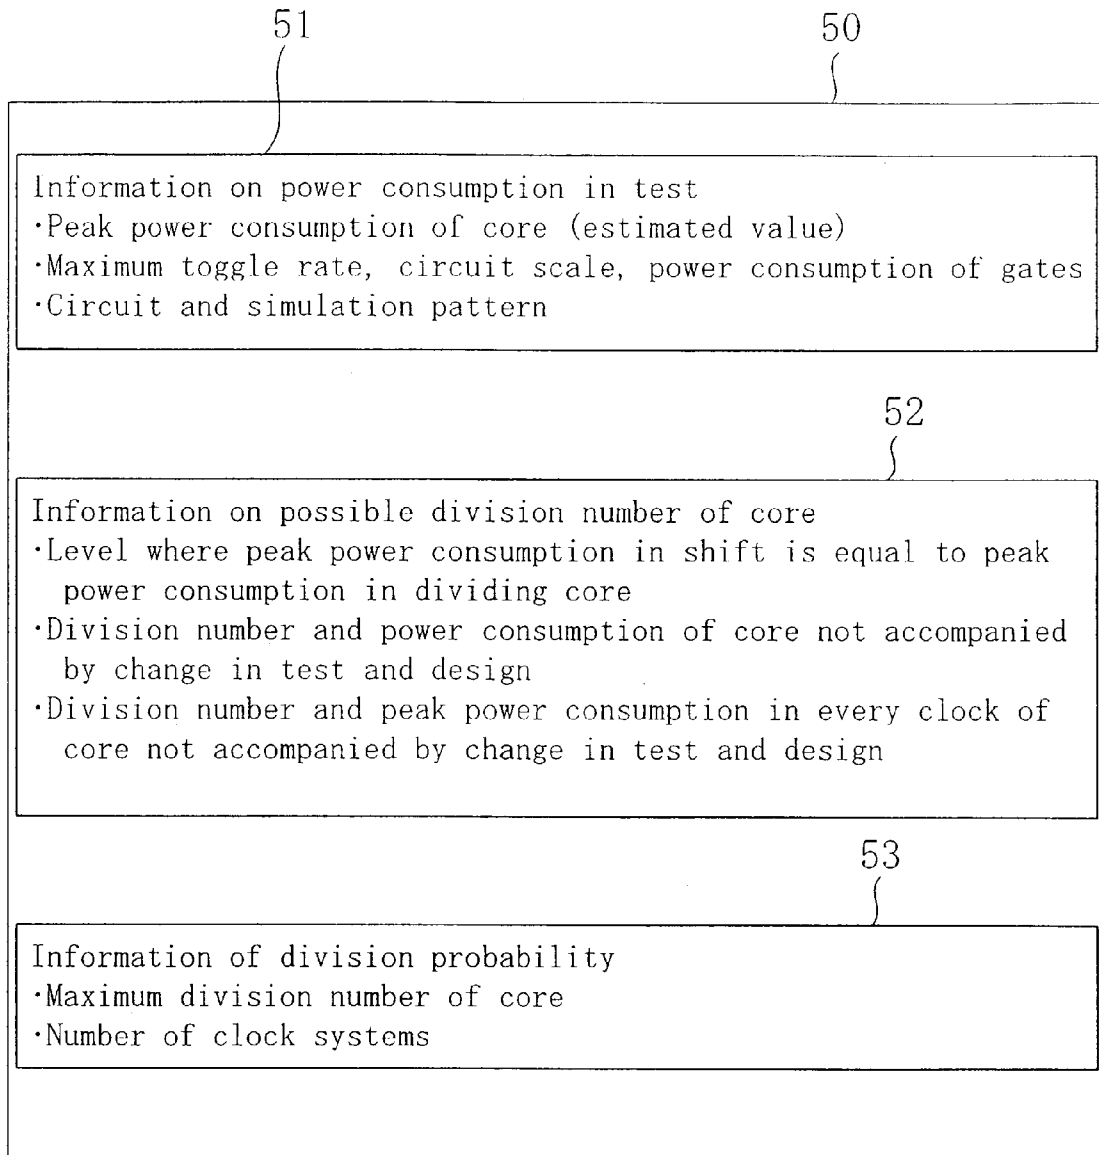 51
50
Information on power consumption in test
·Peak power consumption of core (estimated value)
·Maximum toggle rate, circuit scale, power consumption of gates
·Circuit and simulation pattern
52
Information on possible division number of core
·Level where peak power consumption in shift is equal to peak
power consumption in dividing core
·Division number and power consumption of core not accompanied
by change in test and design
·Division number and peak power consumption in every clock of
core not accompanied by change in test and design
53
Information of division probability
·Maximum division number of core
·Number of clock systems